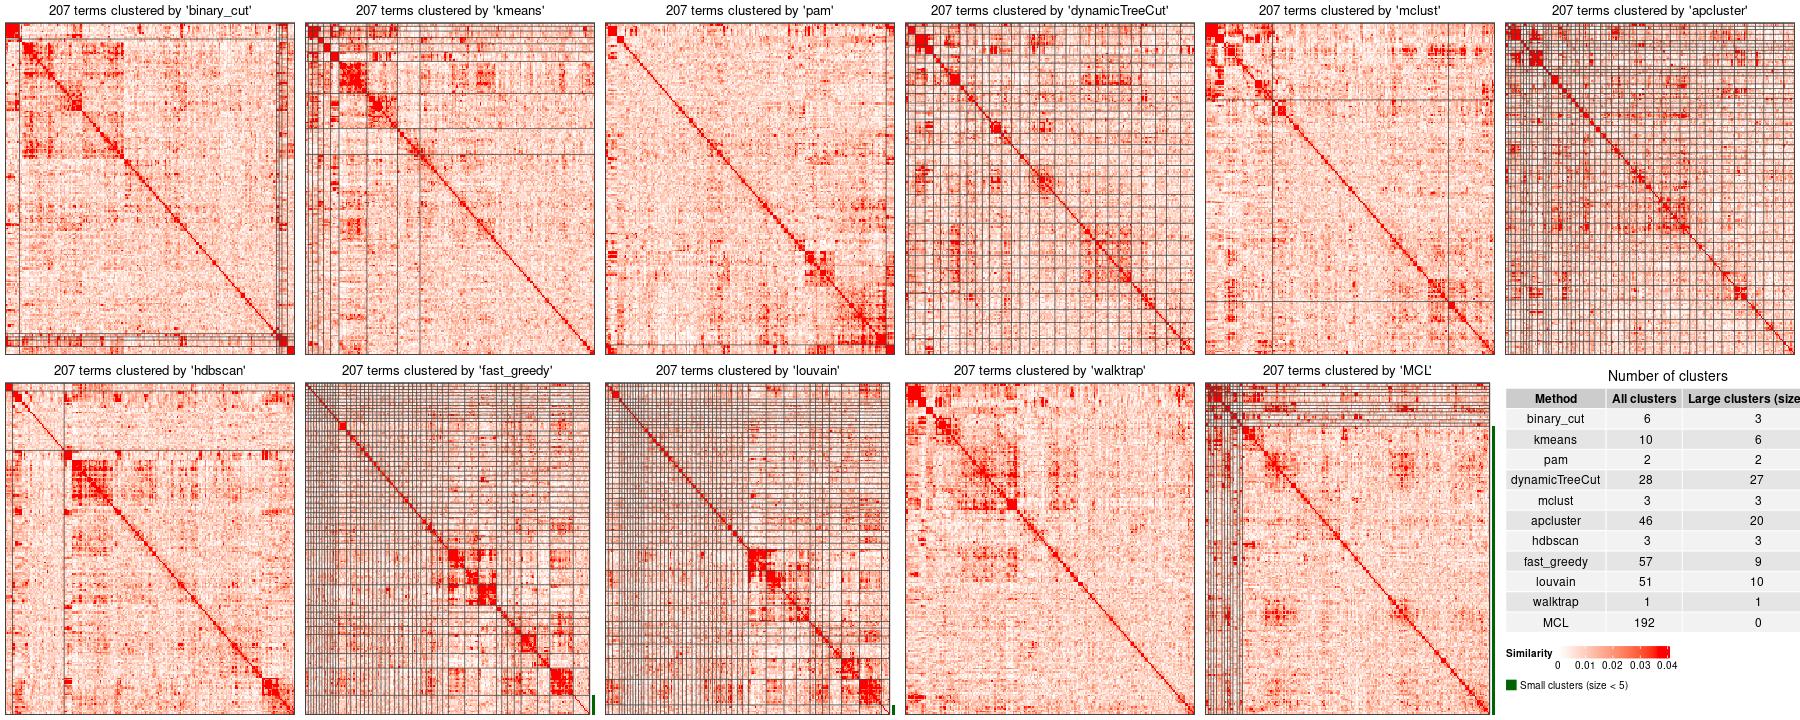 207 terms clustered by 'binary_cut'
207 terms clustered by 'kmeans'
207 terms clustered by 'pam'
207 terms clustered by 'dynamicTreeCut'
207 terms clustered by 'mclust'
207 terms clustered by 'apcluster'
207 terms clustered by 'hdbscan'
207 terms clustered by 'fast_greedy'
207 terms clustered by 'louvain'
207 terms clustered by 'walktrap'
207 terms clustered by 'MCL'
Number of clusters
Method All clusters Large clusters (size
binary_cut 6 3
kmeans 10 6
pam 2 2
dynamicTreeCut 28 27
mclust 3 3
apcluster 46 20
hdbscan 3 3
fast_greedy 57 9
louvain 51 10
walktrap 1 1
MCL 192 0
Similarity
0 0.01 0.02 0.03 0.04
Small clusters (size < 5)